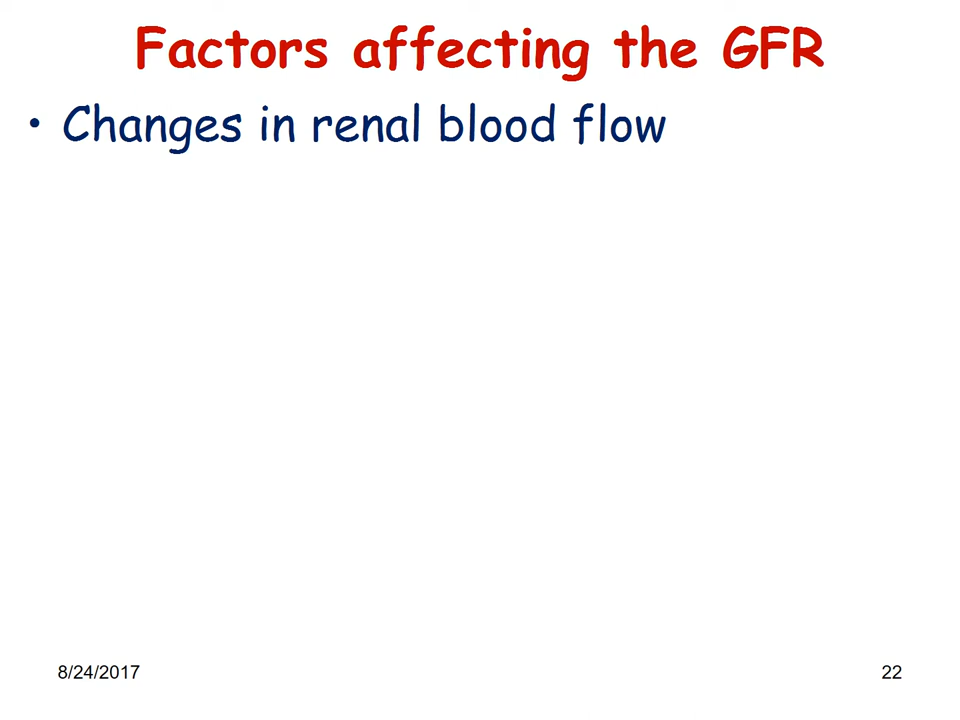 Factors affecting the GFR
• Changes in renal blood flow
8/24/2017
22